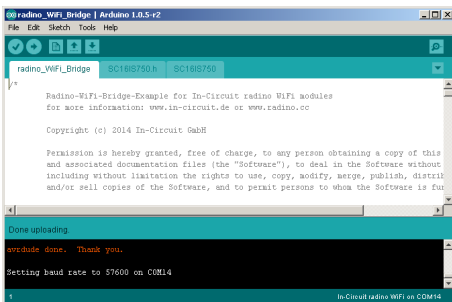 radino_WiFi_Bridge | Arduino 1.0.5-r2
File Edit Sketch Tools Help
radino_WiFi_Bridge SC16IS750.h SC16IS750
/*
Radino-WiFi-Bridge-Example for In-Circuit radino WiFi modules
for more information: www.in-circuit.de or www.radino.cc
Copyright (c) 2014 In-Circuit GmbH
Permission is hereby granted, free of charge, to any person obtaining a copy of this
and associated documentation files (the "Software"), to deal in the Software without
including without limitation the rights to use, copy, modify, merge, publish, distrib
and/or sell copies of the Software, and to permit persons to whom the Software is fur
Done uploading.
avrdude done. Thank you.
Setting baud rate to 57600 on COM14
1 In-Circuit radino WiFi on COM14